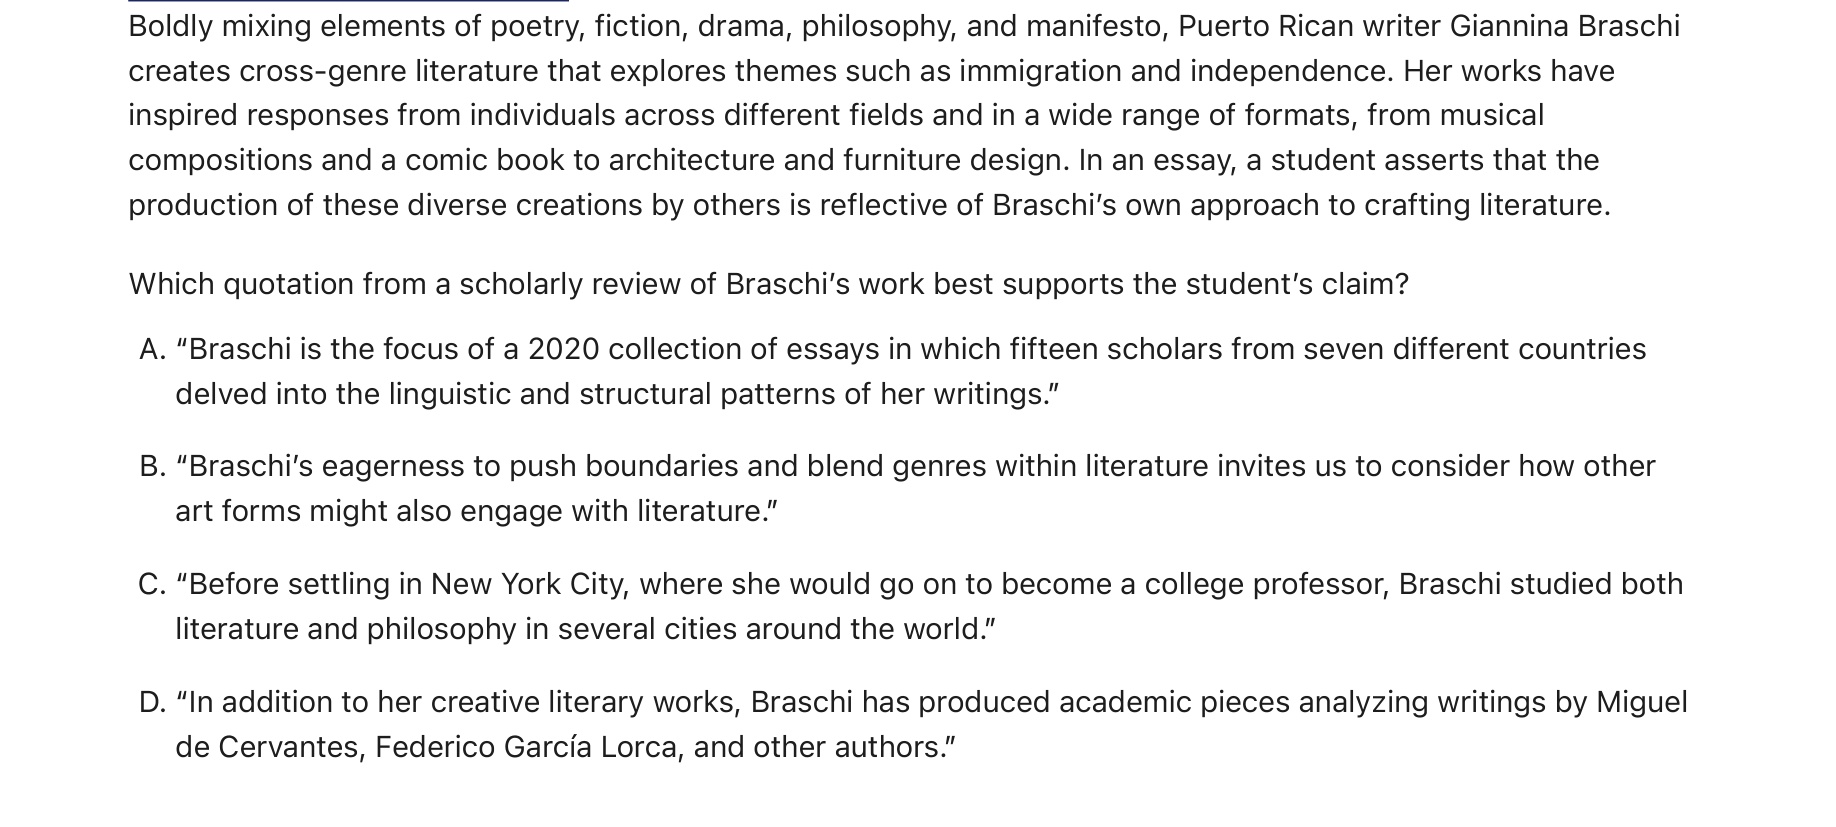 Boldly mixing elements of poetry, fiction, drama, philosophy, and manifesto, Puerto Rican writer Giannina Braschi
creates cross-genre literature that explores themes such as immigration and independence. Her works have
inspired responses from individuals across different fields and in a wide range of formats, from musical
compositions and a comic book to architecture and furniture design. In an essay, a student asserts that the
production of these diverse creations by others is reflective of Braschi’s own approach to crafting literature.
Which quotation from a scholarly review of Braschi’s work best supports the student’s claim?
A. “Braschi is the focus of a 2020 collection of essays in which fifteen scholars from seven different countries
delved into the linguistic and structural patterns of her writings.”
B. “Braschi’s eagerness to push boundaries and blend genres within literature invites us to consider how other
art forms might also engage with literature.”
C. “Before settling in New York City, where she would go on to become a college professor, Braschi studied both
literature and philosophy in several cities around the world.”
D. “In addition to her creative literary works, Braschi has produced academic pieces analyzing writings by Miguel
de Cervantes, Federico García Lorca, and other authors.”